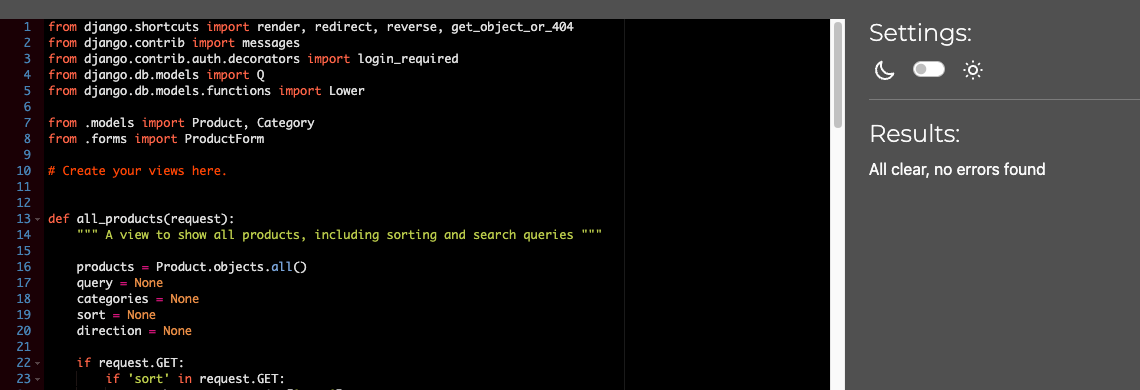 1 from django.shortcuts import render, redirect, reverse, get_object_or_404
2 from django.contrib import messages
3 from django.contrib.auth.decorators import login_required
4 from django.db.models import Q
5 from django.db.models.functions import Lower
6
7 from .models import Product, Category
8 from .forms import ProductForm
9
10 # Create your views here.
11
12
13 def all_products(request):
14     """ A view to show all products, including sorting and search queries """
15
16     products = Product.objects.all()
17     query = None
18     categories = None
19     sort = None
20     direction = None
21
22     if request.GET:
23         if 'sort' in request.GET:
Settings:
Results:
All clear, no errors found